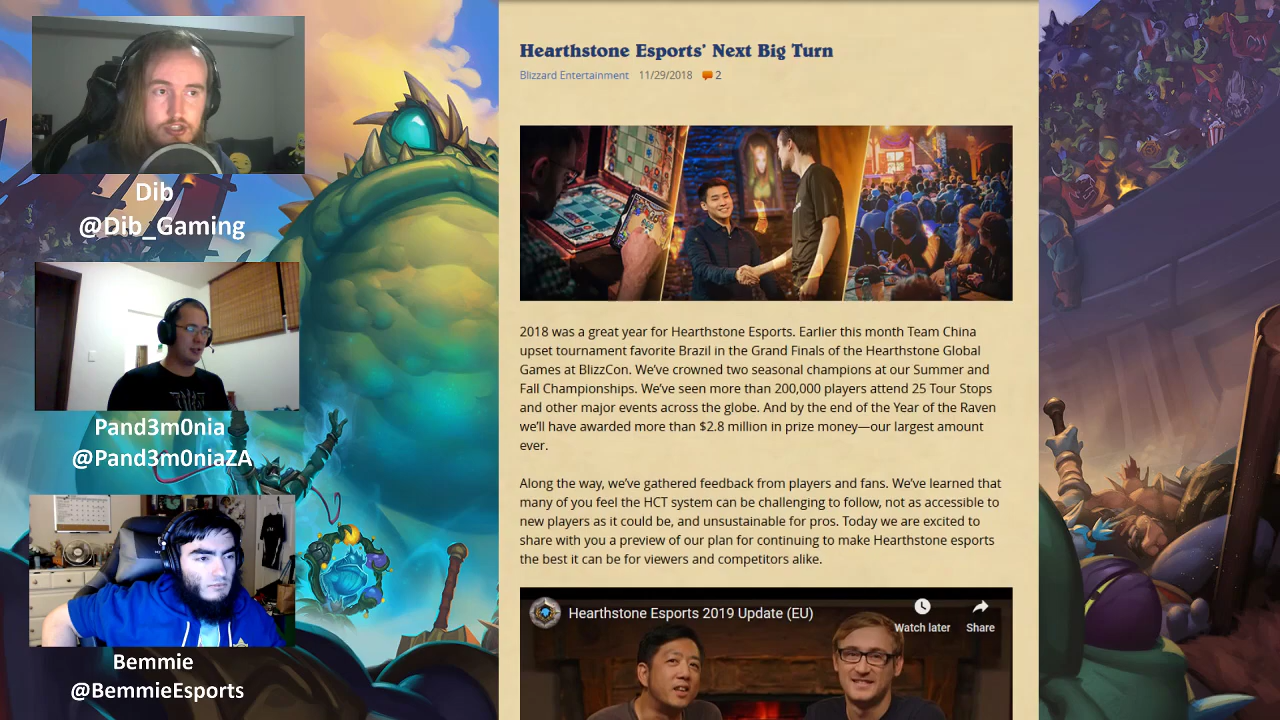 Dib
@Dib_Gaming
Pand3m0nia
@Pand3m0niaZA
Bemmie
@BemmieEsports
Hearthstone Esports' Next Big Turn
Blizzard Entertainment 11/29/2018 2
2018 was a great year for Hearthstone Esports. Earlier this month Team China
upset tournament favorite Brazil in the Grand Finals of the Hearthstone Global
Games at BlizzCon. We've crowned two seasonal champions at our Summer and
Fall Championships. We've seen more than 200,000 players attend 25 Tour Stops
and other major events across the globe. And by the end of the Year of the Raven
we'll have awarded more than $2.8 million in prize money—our largest amount
ever.
Along the way, we've gathered feedback from players and fans. We've learned that
many of you feel the HCT system can be challenging to follow, not as accessible to
new players as it could be, and unsustainable for pros. Today we are excited to
share with you a preview of our plan for continuing to make Hearthstone esports
the best it can be for viewers and competitors alike.
Hearthstone Esports 2019 Update (EU)
Watch later Share